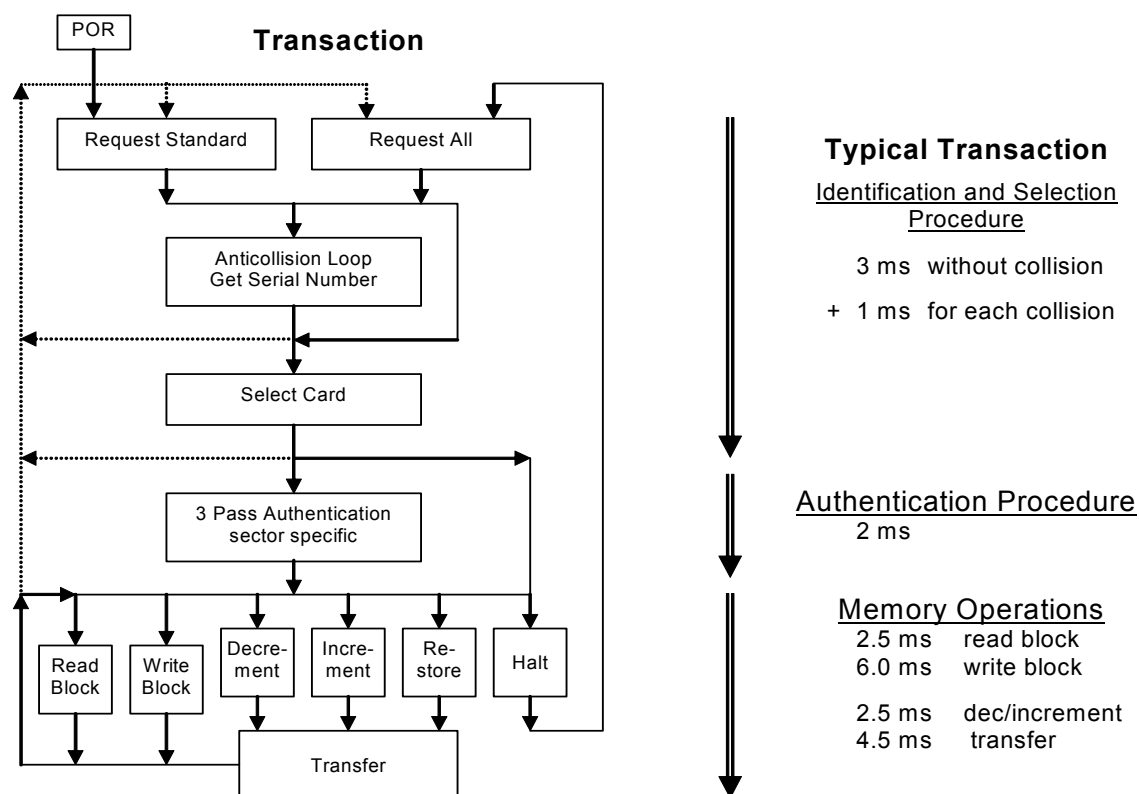 POR
Transaction
Request Standard
Request All
Anticollision Loop
Get Serial Number
Select Card
3 Pass Authentication
sector specific
Read
Block
Write
Block
Decre-
ment
Incre-
ment
Re-
store
Halt
Transfer
Typical Transaction
Identification and Selection
Procedure
3 ms without collision
+ 1 ms for each collision
Authentication Procedure
2 ms
Memory Operations
2.5 ms read block
6.0 ms write block
2.5 ms dec/increment
4.5 ms transfer